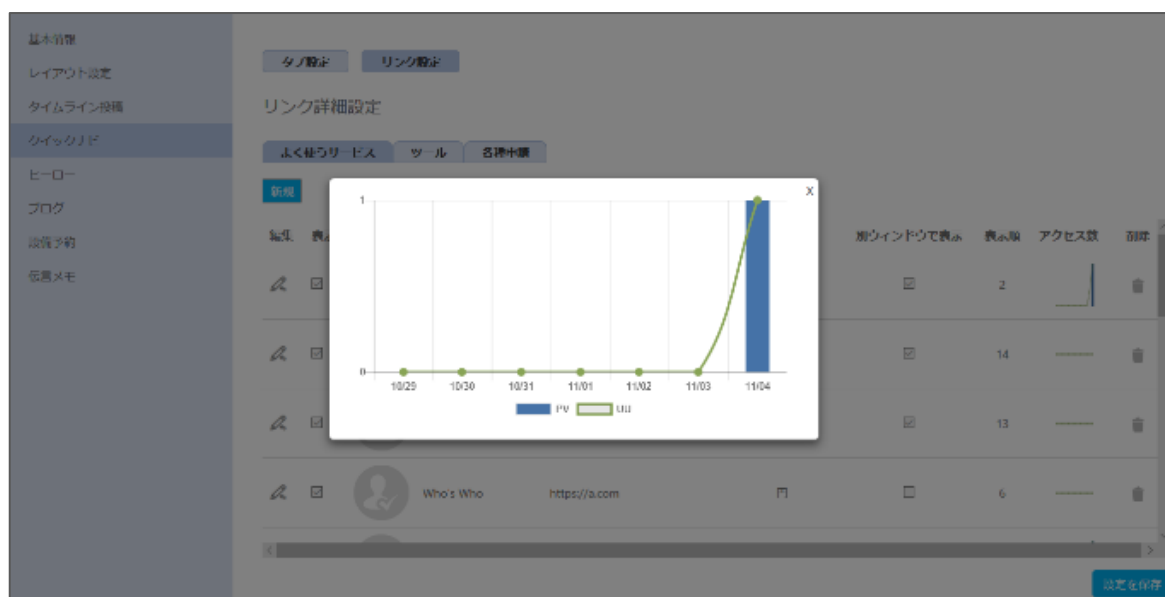 基本情報
レイアウト設定
タイムライン投稿
クイックナビ
ヒーロー
ブログ
設備予約
伝言メモ
タブ設定 リンク設定
リンク詳細設定
よく使うサービス ツール 各種申請
新規
X
1
0
10/29 10/30 10/31 11/01 11/02 11/03 11/04
PV UU
編集 別ウィンドウで表示 表示順 アクセス数 削除
2
14
13
Who's Who https://a.com 6
設定を保存